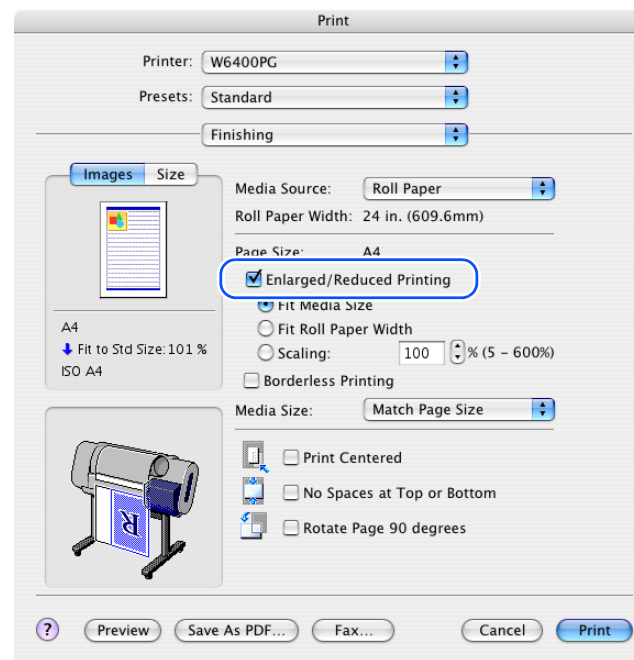 Print
Printer: W6400PG
Presets: Standard
Finishing
Images Size
Media Source: Roll Paper
Roll Paper Width: 24 in. (609.6mm)
Page Size: A4
Enlarged/Reduced Printing
Fit Media Size
Fit Roll Paper Width
Scaling: 100 % (5 - 600%)
Borderless Printing
A4
Fit to Std Size:101 %
ISO A4
Media Size: Match Page Size
Print Centered
No Spaces at Top or Bottom
Rotate Page 90 degrees
R
? Preview Save As PDF... Fax... Cancel Print